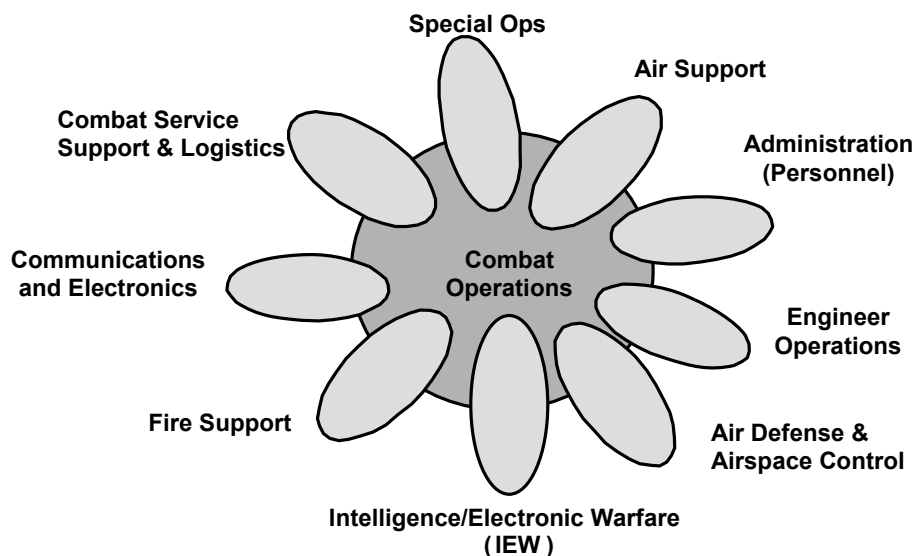 Special Ops
Air Support
Combat Service
Support & Logistics
Administration
(Personnel)
Communications
and Electronics
Combat
Operations
Engineer
Operations
Fire Support
Air Defense &
Airspace Control
Intelligence/Electronic Warfare
( IEW )